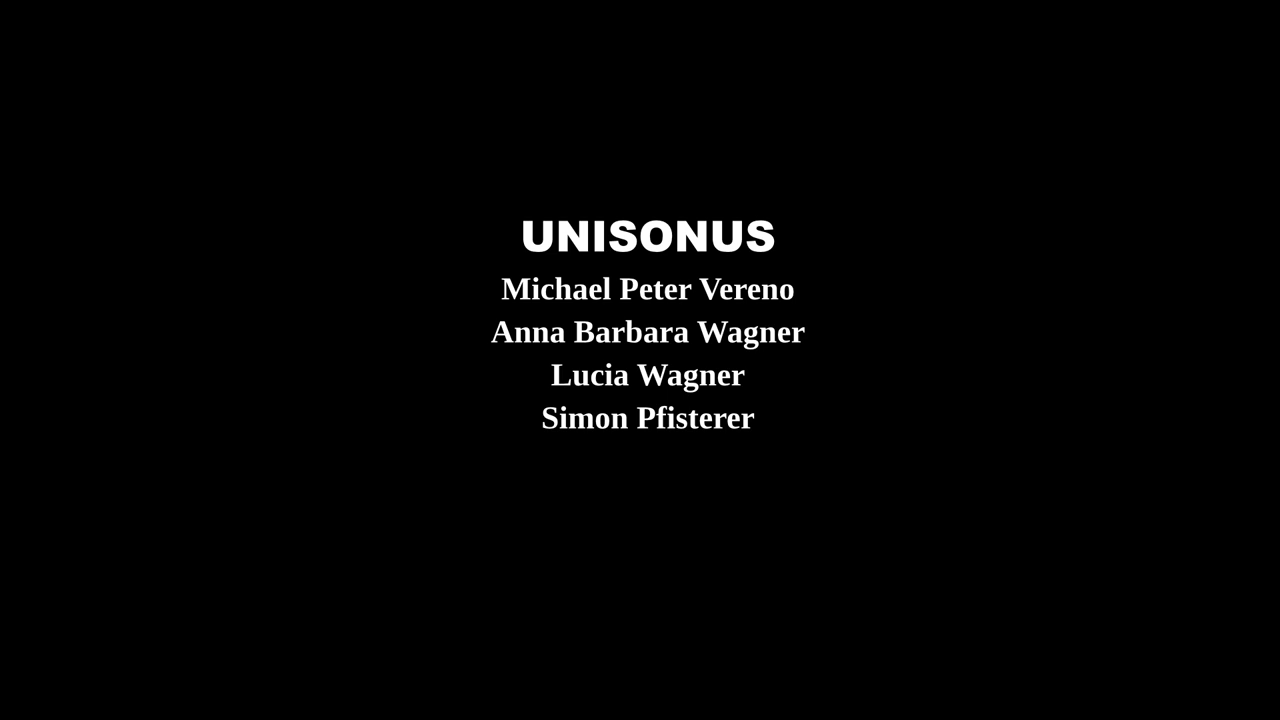 UNISONUS
Michael Peter Vereno
Anna Barbara Wagner
Lucia Wagner
Simon Pfisterer